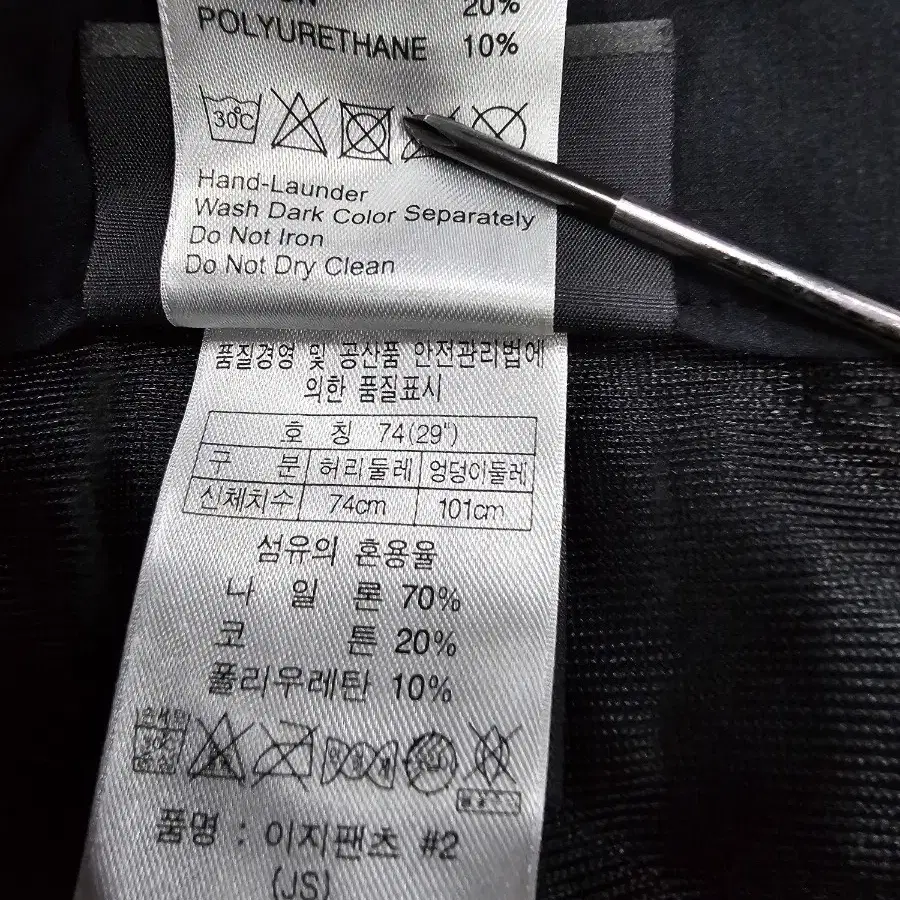 20%
POLYURETHANE 10%
30°C
Hand-Launder
Wash Dark Color Separately
Do Not Iron
Do Not Dry Clean
품질경영 및 공산품 안전관리법에
의한 품질표시
호 칭 74(29")
구 분 허리둘레 엉덩이둘레
신체치수 74cm 101cm
섬유의 혼용율
나 일 론 70%
코 튼 20%
폴리우레탄 10%
품명 : 이지팬츠 #2
(JS)